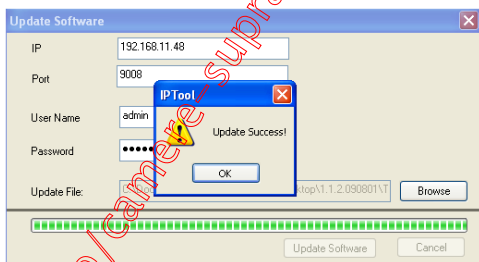 Update Software
IP
192.168.11.48
Port
9008
IPTool
User Name
admin
Update Success!
Password
OK
Update File:
ktop\1.1.2.090801\T
Browse
Update Software
Cancel